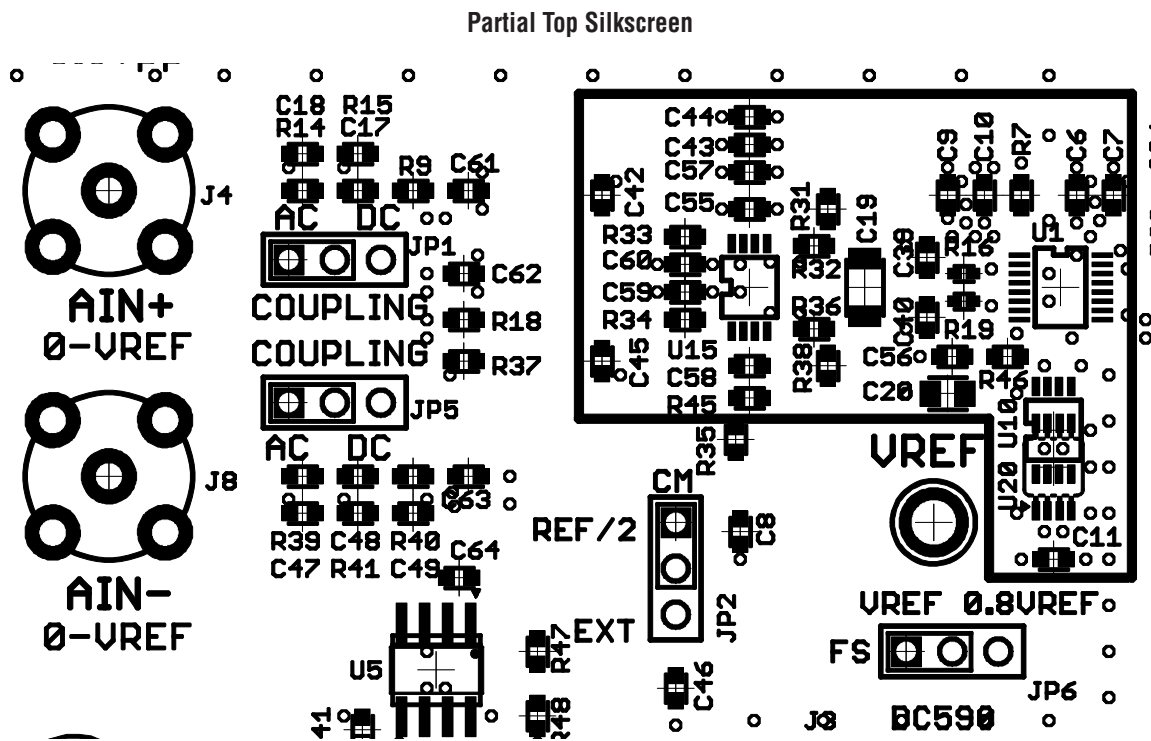 Partial Top Silkscreen
C18 R15
R14 C17
R9
C61
J4
AC DC
JP1
COUPLING
C62
AIN+
0-VREF
R18
COUPLING
R37
JP5
AC DC
J8
C63
R39 C48 R40
C47 R41 C49
C64
AIN-
0-VREF
U5
R47
R48
41
C44
C43
C57
C55
C42
R33
C60
C59
R34
C45
U15
C58
R45
R31
R32
R36
R38
C19
C39
C40
C9
C10
R7
C6
C7
U1
R16
R19
C56
R46
C20
U10
U20
C11
R35
VREF
CM
REF/2
C8
EXT
JP2
C46
VREF 0.8VREF
FS
JP6
J3
DC590